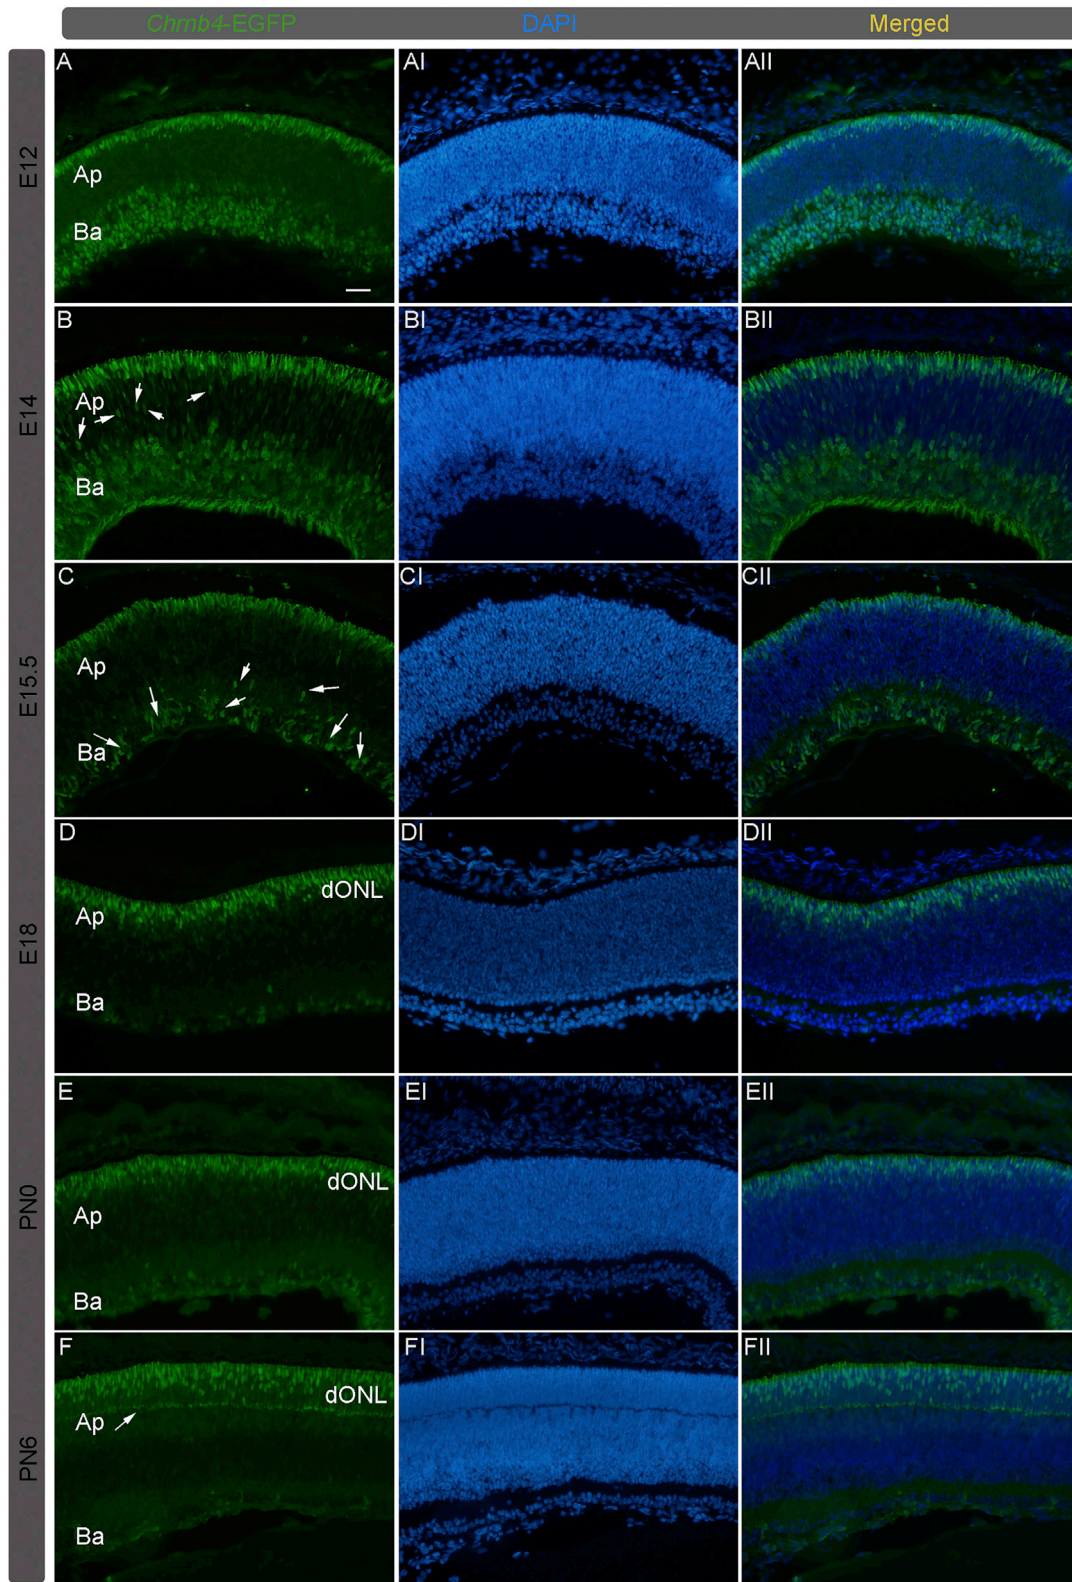 Chrnb4-EGFP DAPI Merged
E12
A AI AII
Ap
Ba
E14
B BI BII
Ap
Ba
E15.5
C CI CII
Ap
Ba
E18
D DI DII
dONL
Ap
Ba
PN0
E EI EII
dONL
Ap
Ba
PN6
F FI FII
dONL
Ap
Ba